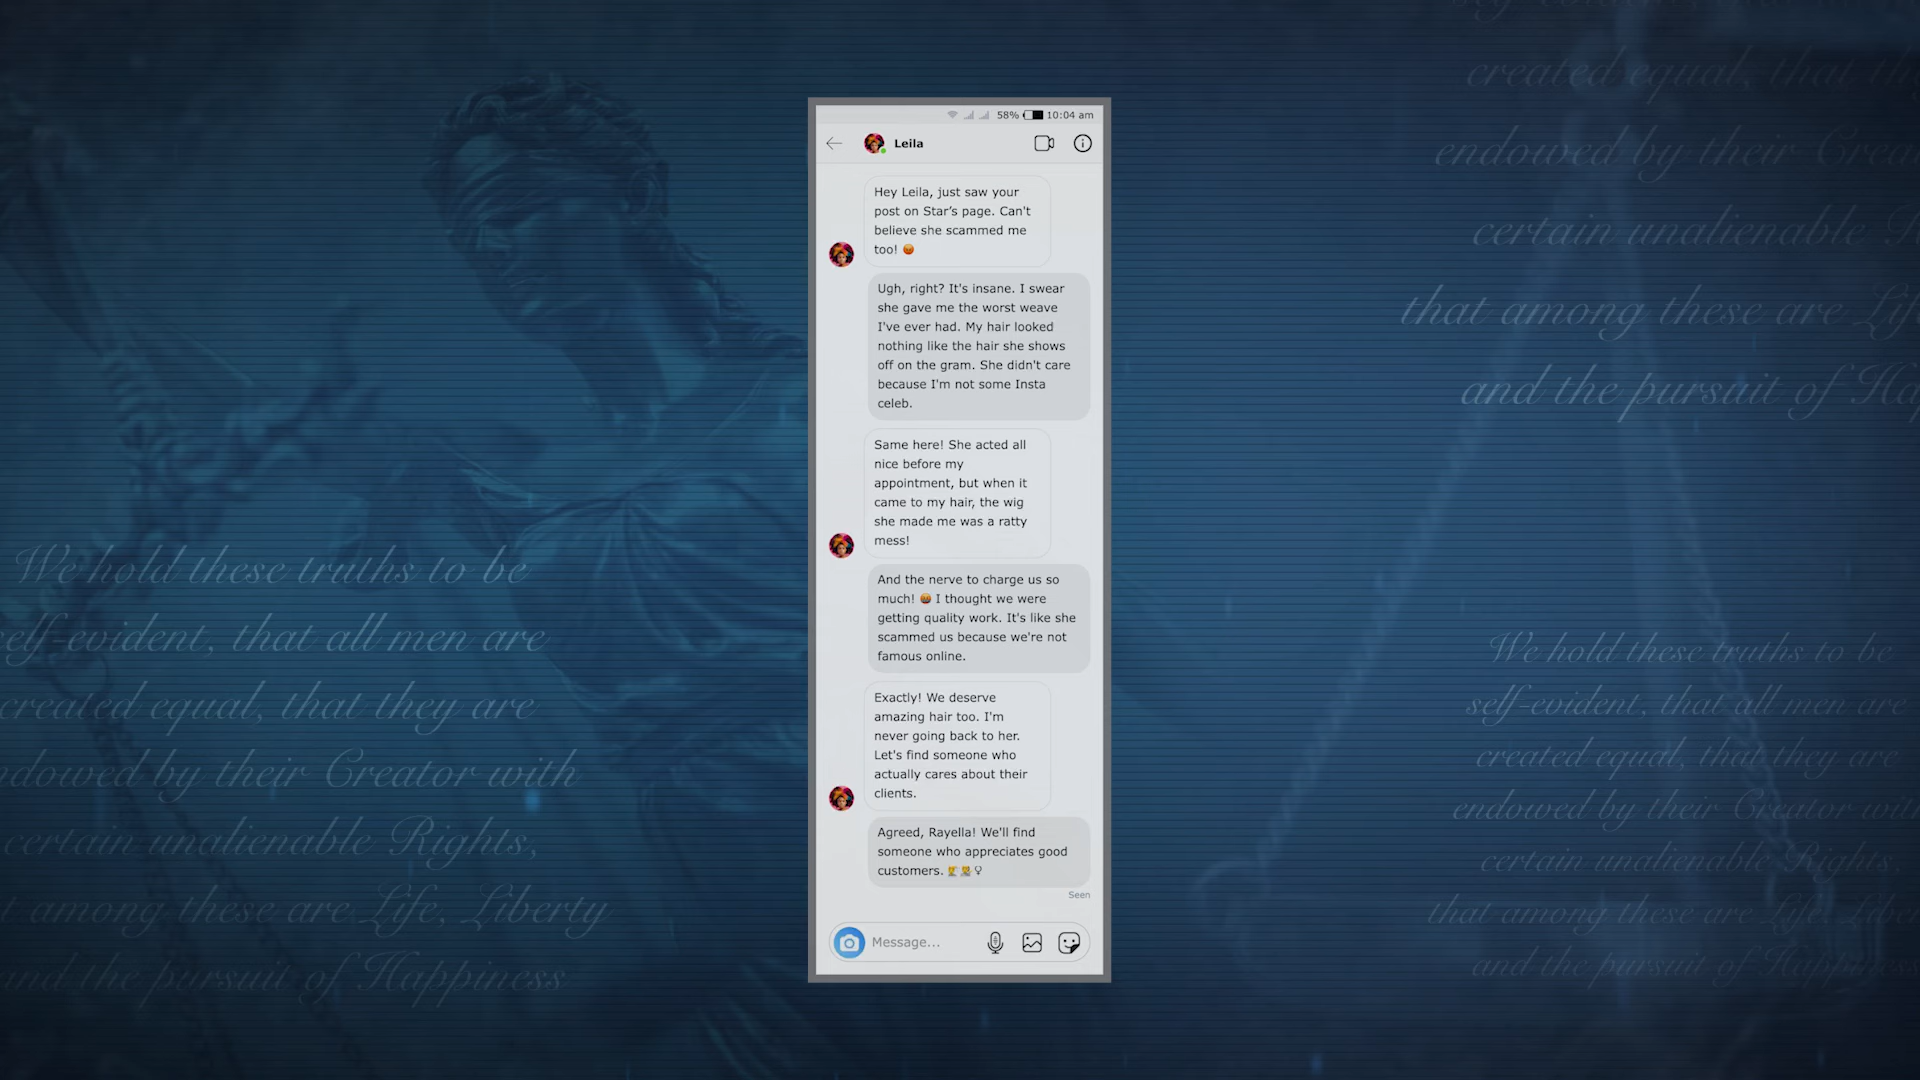 58% 10:04 am
Leila
Hey Leila, just saw your
post on Star's page. Can't
believe she scammed me
too! 😡
Ugh, right? It's insane. I swear
she gave me the worst weave
I've ever had. My hair looked
nothing like the hair she shows
off on the gram. She didn't care
because I'm not some Insta
celeb.
Same here! She acted all
nice before my
appointment, but when it
came to my hair, the wig
she made me was a ratty
mess!
And the nerve to charge us so
much! 😡 I thought we were
getting quality work. It's like she
scammed us because we're not
famous online.
Exactly! We deserve
amazing hair too. I'm
never going back to her.
Let's find someone who
actually cares about their
clients.
Agreed, Rayella! We'll find
someone who appreciates good
customers. 💇💆♀
Seen
Message...
We hold these truths to be
self-evident, that all men are
created equal, that they are
endowed by their Creator with
certain unalienable Rights,
that among these are Life, Liberty
and the pursuit of Happiness
created equal, that the
endowed by their Crea
certain unalienable R
that among these are Life
and the pursuit of Ha
We hold these truths to be
self-evident, that all men are
created equal, that they are
endowed by their Creator with
certain unalienable Rights,
that among these are Life, Liber
and the pursuit of Happiness